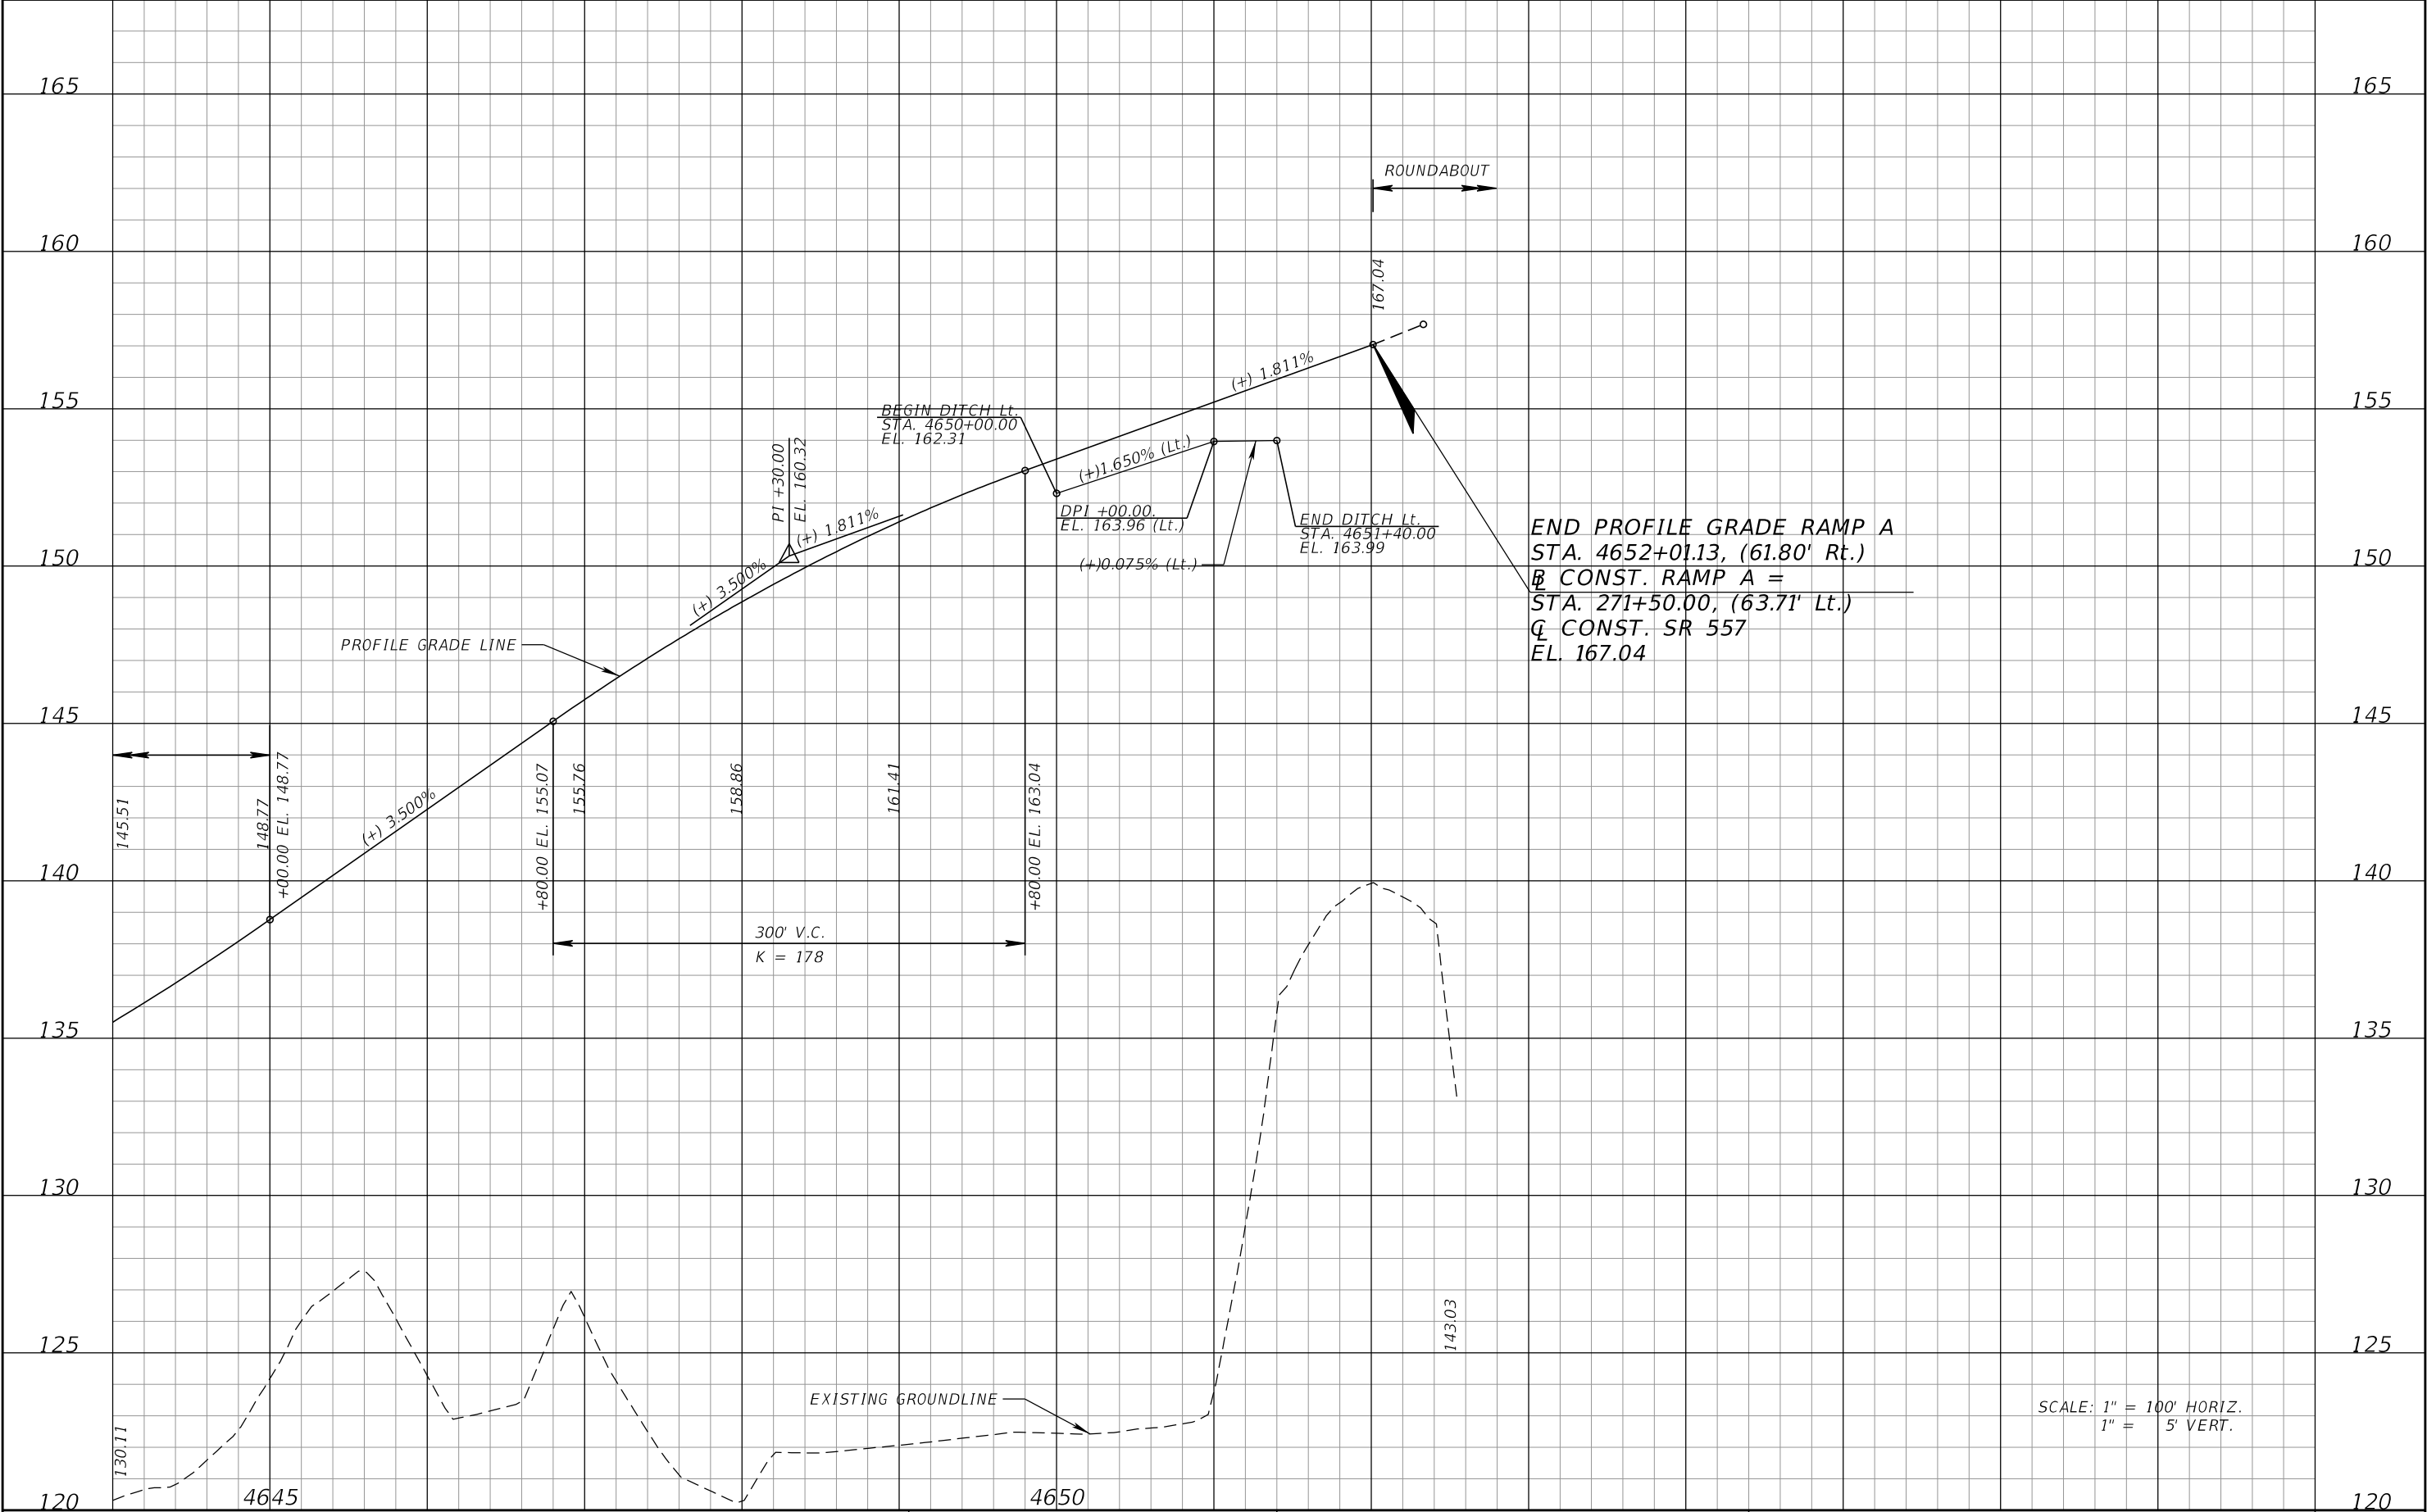 165
165
ROUNDABOUT
160
160
167.04
(+) 1.811%
155
155
BEGIN DITCH Lt.
STA. 4650+00.00
EL. 162.31
PI +30.00
EL. 160.32
(+)1.650% (Lt.)
(+) 1.811%
DPI +00.00.
EL. 163.96 (Lt.)
END DITCH Lt.
STA. 4651+40.00
EL. 163.99
(+)0.075% (Lt.)
END PROFILE GRADE RAMP A
STA. 4652+01.13, (61.80' Rt.)
BL CONST. RAMP A =
STA. 271+50.00, (63.71' Lt.)
CL CONST. SR 557
EL. 167.04
150
150
(+) 3.500%
PROFILE GRADE LINE
145
145
145.51
148.77
+00.00 EL. 148.77
(+) 3.500%
+80.00 EL. 155.07
155.76
158.86
161.41
+80.00 EL. 163.04
140
140
300' V.C.
K = 178
135
135
130
130
125
125
143.03
EXISTING GROUNDLINE
SCALE: 1" = 100' HORIZ.
1" = 5' VERT.
130.11
120
4645
4650
120